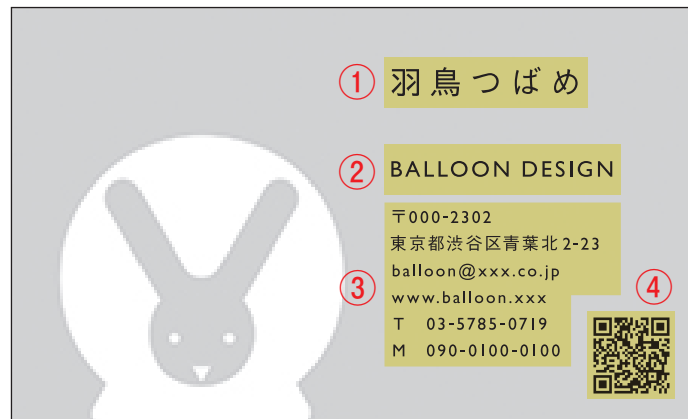 ① 羽鳥つばめ
② BALLOON DESIGN
③
〒000-2302
東京都渋谷区青葉北2-23
balloon@xxx.co.jp
www.balloon.xxx
T 03-5785-0719
M 090-0100-0100
④